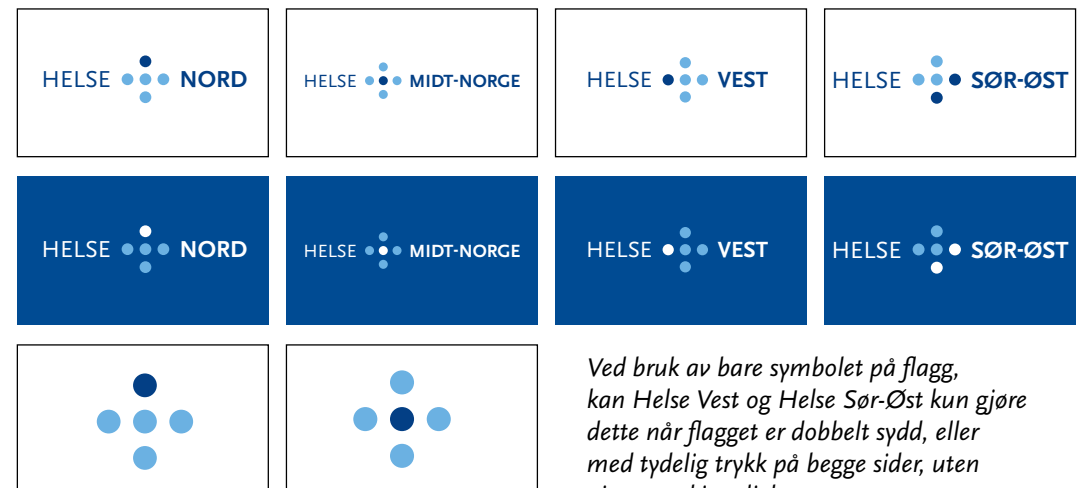 HELSE NORD
HELSE MIDT-NORGE
HELSE VEST
HELSE SØR-ØST
HELSE NORD
HELSE MIDT-NORGE
HELSE VEST
HELSE SØR-ØST
Ved bruk av bare symbolet på flagg,
kan Helse Vest og Helse Sør-Øst kun gjøre
dette når flagget er dobbelt sydd, eller
med tydelig trykk på begge sider, uten